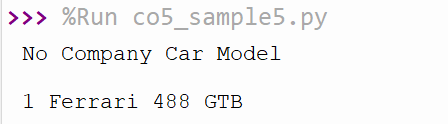 >>> %Run co5_sample5.py
No Company Car Model
1 Ferrari 488 GTB